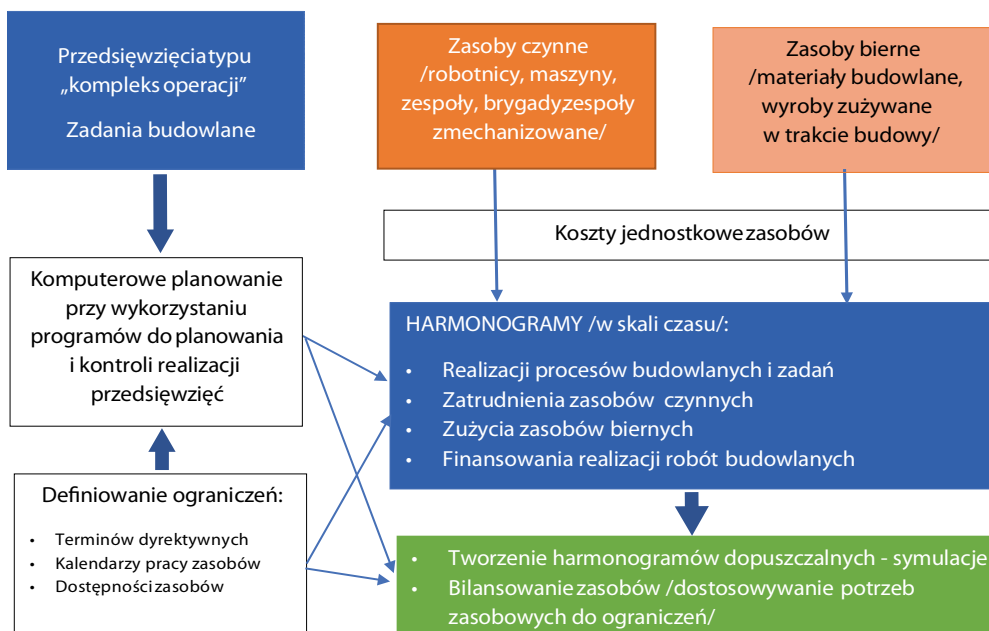 Przedsięwzięcia typu
„kompleks operacji”
Zadania budowlane
Zasoby czynne
/robotnicy, maszyny,
zespoły, brygady,zespoły
zmechanizowane/
Zasoby bierne
/materiały budowlane,
wyroby zużywane
w trakcie budowy/
Koszty jednostkowe zasobów
Komputerowe planowanie
przy wykorzystaniu
programów do planowania
i kontroli realizacji
przedsięwzięć
HARMONOGRAMY /w skali czasu/:
• Realizacji procesów budowlanych i zadań
• Zatrudnienia zasobów czynnych
• Zużycia zasobów biernych
• Finansowania realizacji robót budowlanych
Definiowanie ograniczeń:
• Terminów dyrektywnych
• Kalendarzy pracy zasobów
• Dostępności zasobów
• Tworzenie harmonogramów dopuszczalnych - symulacje
• Bilansowanie zasobów /dostosowywanie potrzeb
zasobowych do ograniczeń/